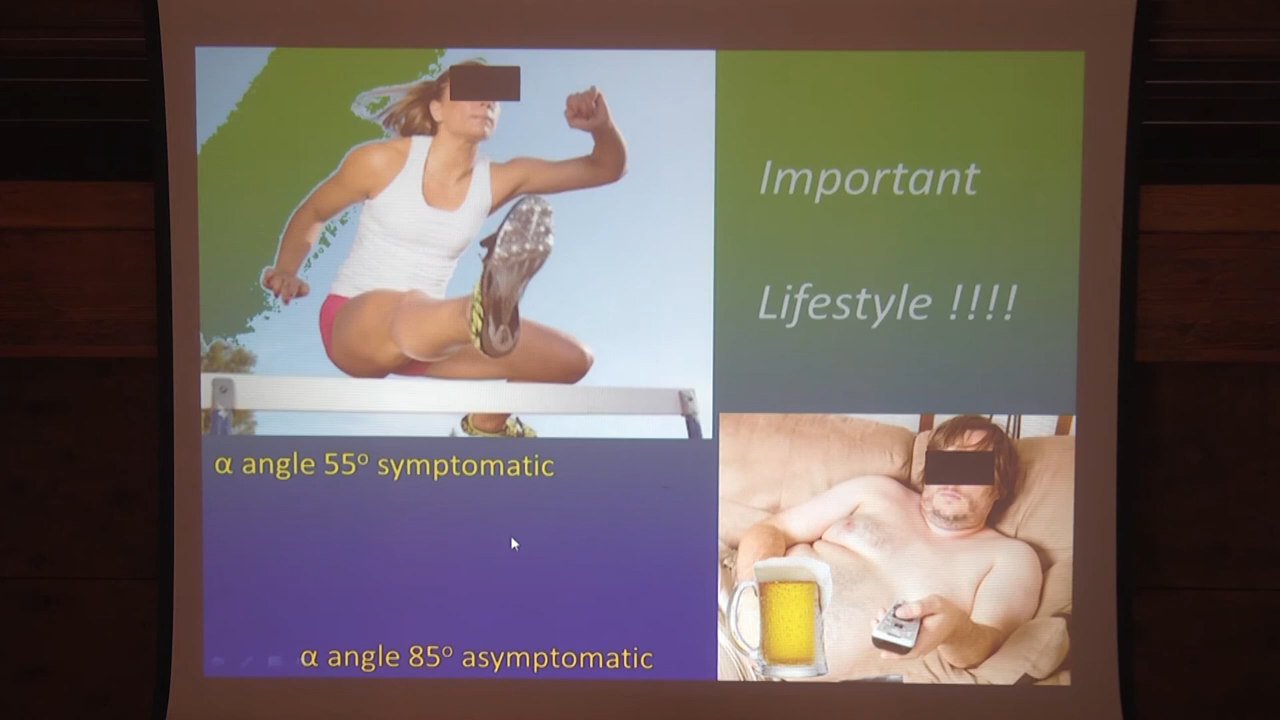 Important
Lifestyle !!!!
α angle 55º symptomatic
α angle 85º asymptomatic